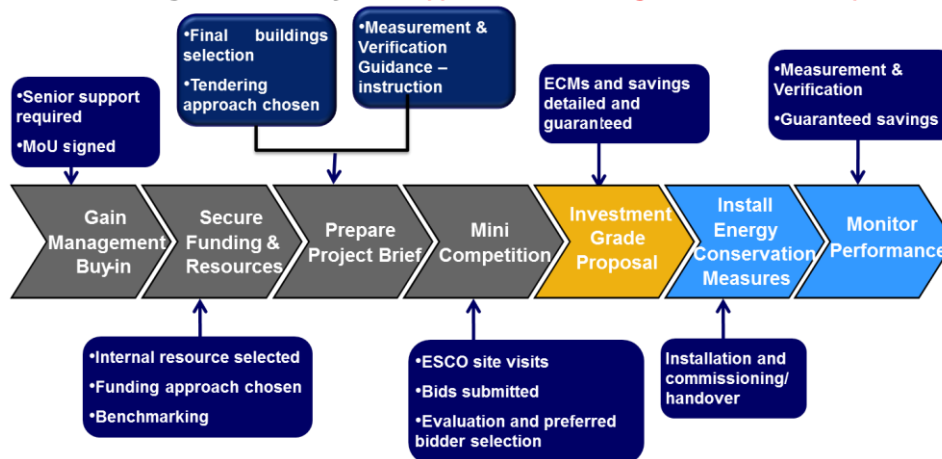 •Final buildings
selection
•Tendering
approach chosen
•Measurement &
Verification
Guidance –
instruction
•Senior support
required
•MoU signed
ECMs and savings
detailed and
guaranteed
•Measurement &
Verification
•Guaranteed savings
Gain
Management
Buy-in
Secure
Funding &
Resources
Prepare
Project Brief
Mini
Competition
Investment
Grade
Proposal
Install
Energy
Conservation
Measures
Monitor
Performance
•Internal resource selected
•Funding approach chosen
•Benchmarking
•ESCO site visits
•Bids submitted
•Evaluation and preferred
bidder selection
Installation and
commissioning/
handover